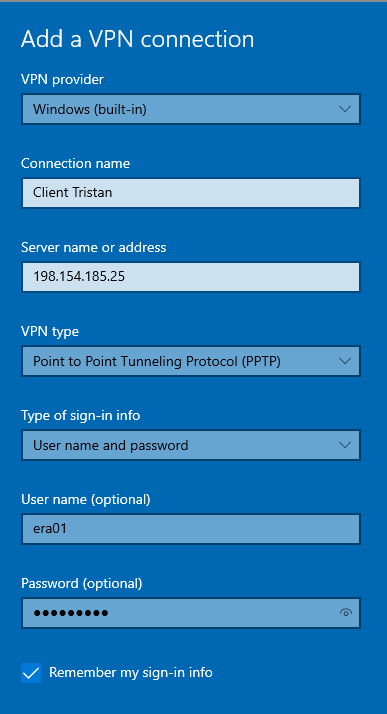 Add a VPN connection
VPN provider
Windows (built-in)
Connection name
Client Tristan
Server name or address
198.154.185.25
VPN type
Point to Point Tunneling Protocol (PPTP)
Type of sign-in info
User name and password
User name (optional)
era01
Password (optional)
●●●●●●●●●
Remember my sign-in info